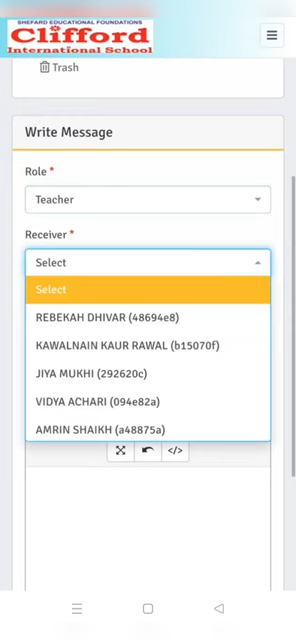 SHEFARD EDUCATIONAL FOUNDATIONS
Clifford
International School
Trash
Write Message
Role *
Teacher
Receiver *
Select
Select
REBEKAH DHIVAR (48694e8)
KAWALNAIN KAUR RAWAL (b15070f)
JIYA MUKHI (292620c)
VIDYA ACHARI (094e82a)
AMRIN SHAIKH (a48875a)